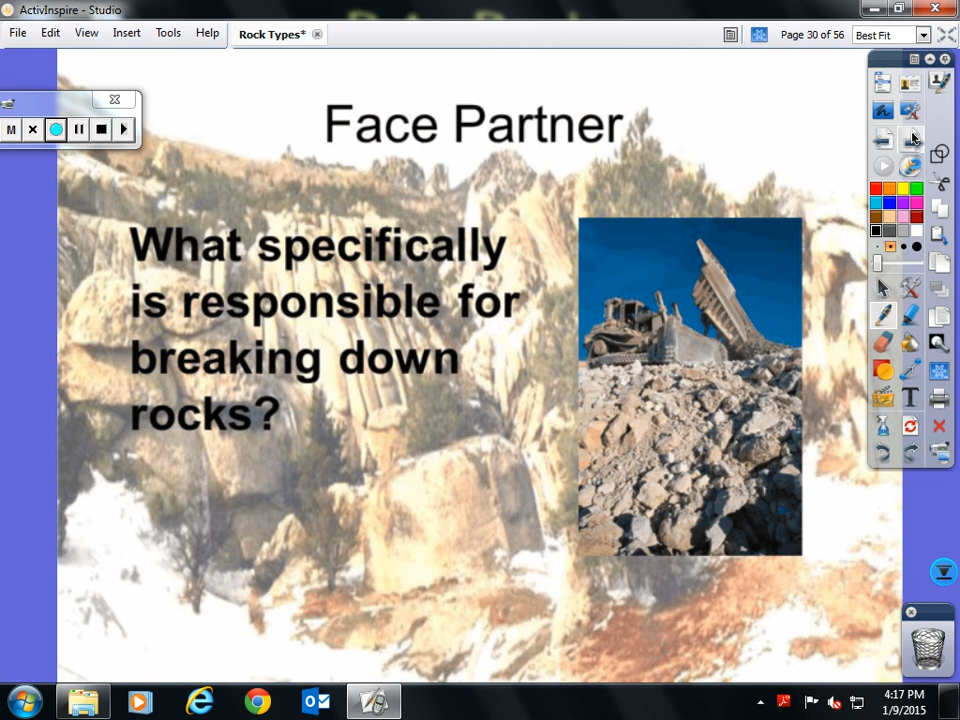 ActivInspire - Studio
File Edit View Insert Tools Help
Rock Types*
Page 30 of 56
Best Fit
M
Face Partner
What specifically
is responsible for
breaking down
rocks?
T
4:17 PM
1/9/2015